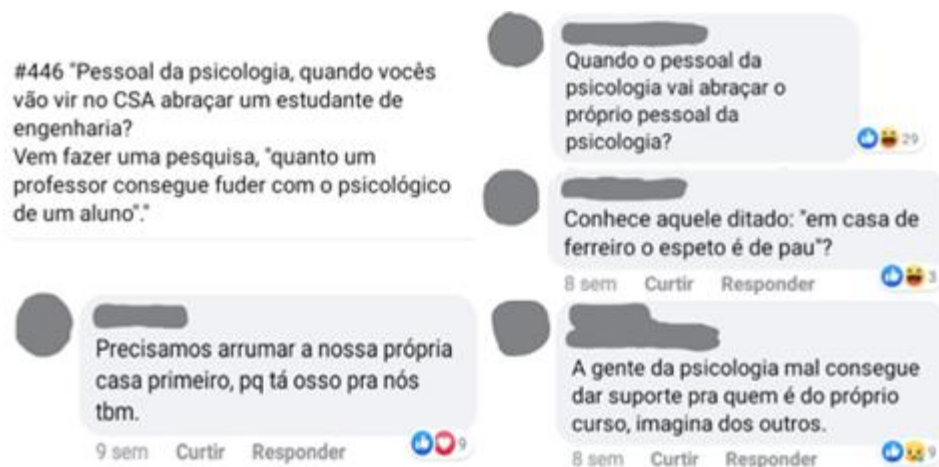 #446 "Pessoal da psicologia, quando vocês
vão vir no CSA abraçar um estudante de
engenharia?
Vem fazer uma pesquisa, "quanto um
professor consegue fuder com o psicológico
de um aluno"."
Precisamos arrumar a nossa própria
casa primeiro, pq tá osso pra nós
tbm.
9 sem Curtir Responder
9
Quando o pessoal da
psicologia vai abraçar o
próprio pessoal da
psicologia?
29
Conhece aquele ditado: "em casa de
ferreiro o espeto é de pau"?
8 sem Curtir Responder
3
A gente da psicologia mal consegue
dar suporte pra quem é do próprio
curso, imagina dos outros.
8 sem Curtir Responder
9